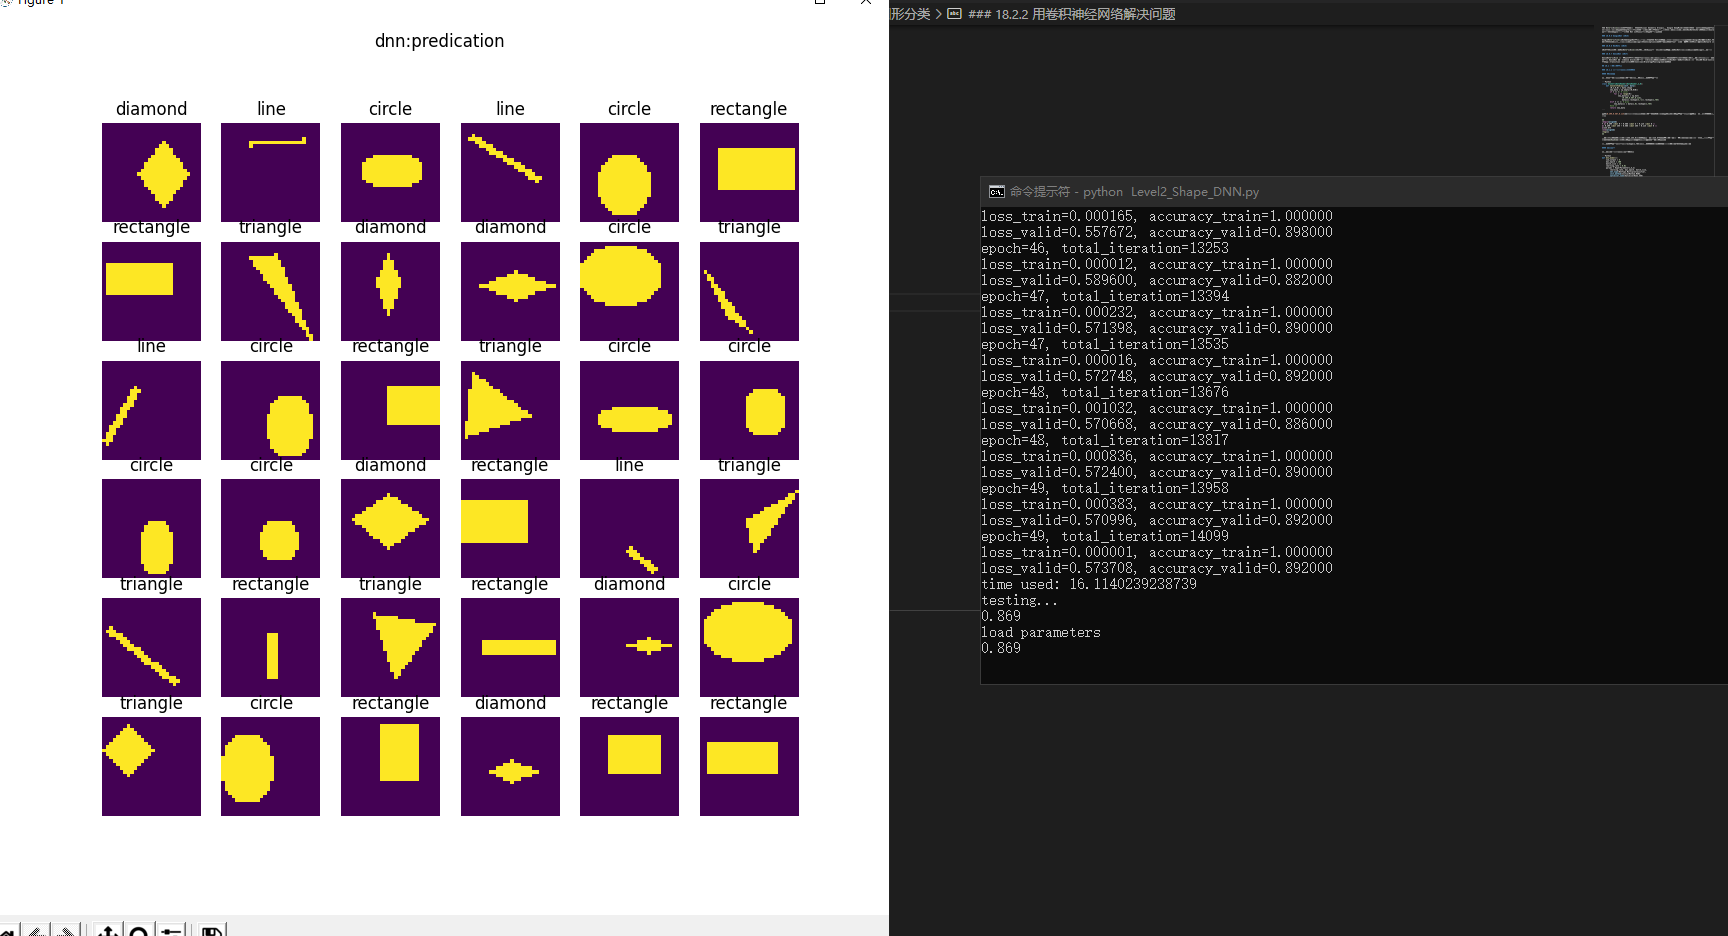 Figure 1
dnn:predication
diamond line circle line circle rectangle
rectangle triangle diamond diamond circle triangle
line circle rectangle triangle circle circle
circle circle diamond rectangle line triangle
triangle rectangle triangle rectangle diamond circle
triangle circle rectangle diamond rectangle rectangle
形分类 > abc ### 18.2.2 用卷积神经网络解决问题
命令提示符 - python Level2_Shape_DNN.py
loss_train=0.000165, accuracy_train=1.000000
loss_valid=0.557672, accuracy_valid=0.898000
epoch=46, total_iteration=13253
loss_train=0.000012, accuracy_train=1.000000
loss_valid=0.589600, accuracy_valid=0.882000
epoch=47, total_iteration=13394
loss_train=0.000232, accuracy_train=1.000000
loss_valid=0.571398, accuracy_valid=0.890000
epoch=47, total_iteration=13535
loss_train=0.000016, accuracy_train=1.000000
loss_valid=0.572748, accuracy_valid=0.892000
epoch=48, total_iteration=13676
loss_train=0.001032, accuracy_train=1.000000
loss_valid=0.570668, accuracy_valid=0.886000
epoch=48, total_iteration=13817
loss_train=0.000836, accuracy_train=1.000000
loss_valid=0.572400, accuracy_valid=0.890000
epoch=49, total_iteration=13958
loss_train=0.000383, accuracy_train=1.000000
loss_valid=0.570996, accuracy_valid=0.892000
epoch=49, total_iteration=14099
loss_train=0.000001, accuracy_train=1.000000
loss_valid=0.573708, accuracy_valid=0.892000
time used: 16.1140239238739
testing...
0.869
load parameters
0.869